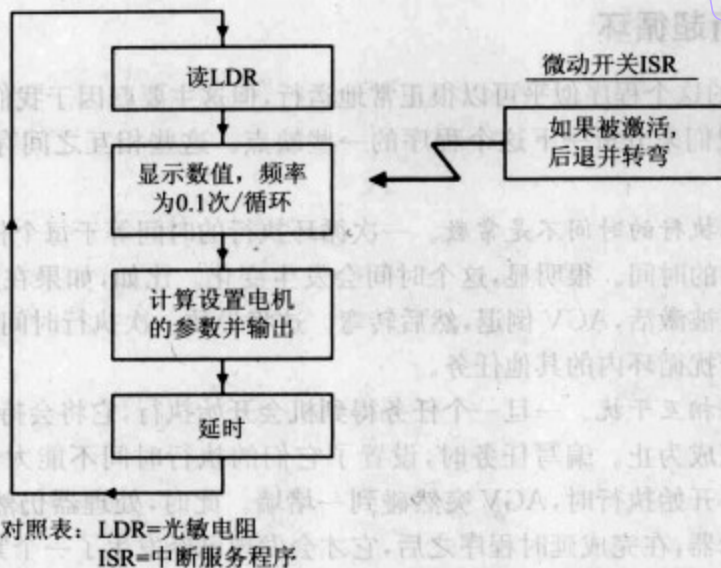 读LDR
显示数值，频率
为0.1次/循环
计算设置电机
的参数并输出
延时
微动开关ISR
如果被激活，
后退并转弯
对照表：LDR=光敏电阻
ISR=中断服务程序